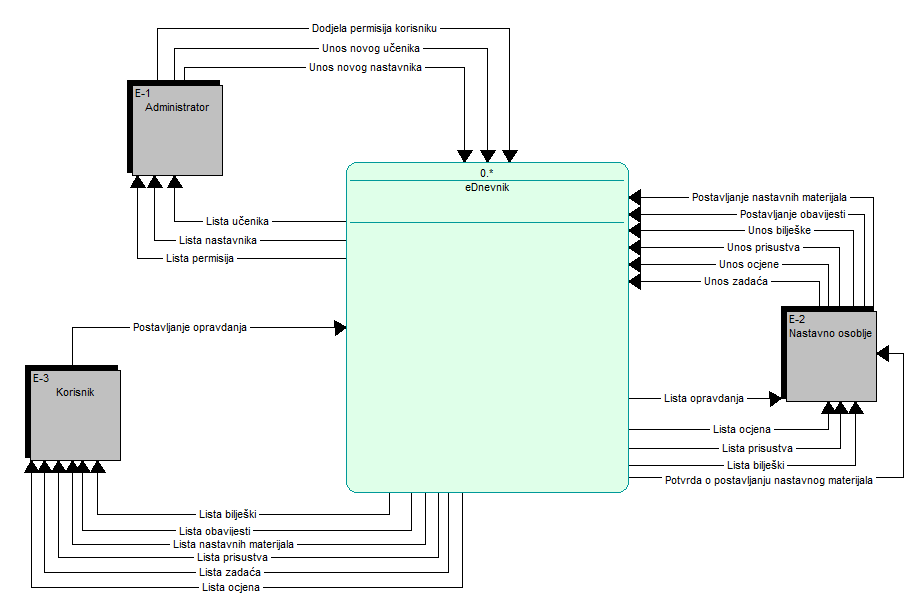 Dodjela permisija korisniku
Unos novog učenika
Unos novog nastavnika
E-1
Administrator
0.*
eDnevnik
Lista učenika
Lista nastavnika
Lista permisija
Postavljanje nastavnih materijala
Postavljanje obavijesti
Unos bilješke
Unos prisustva
Unos ocjene
Unos zadaća
E-2
Nastavno osoblje
Postavljanje opravdanja
E-3
Korisnik
Lista opravdanja
Lista ocjena
Lista prisustva
Lista bilješki
Potvrda o postavljanju nastavnog materijala
Lista bilješki
Lista obavijesti
Lista nastavnih materijala
Lista prisustva
Lista zadaća
Lista ocjena